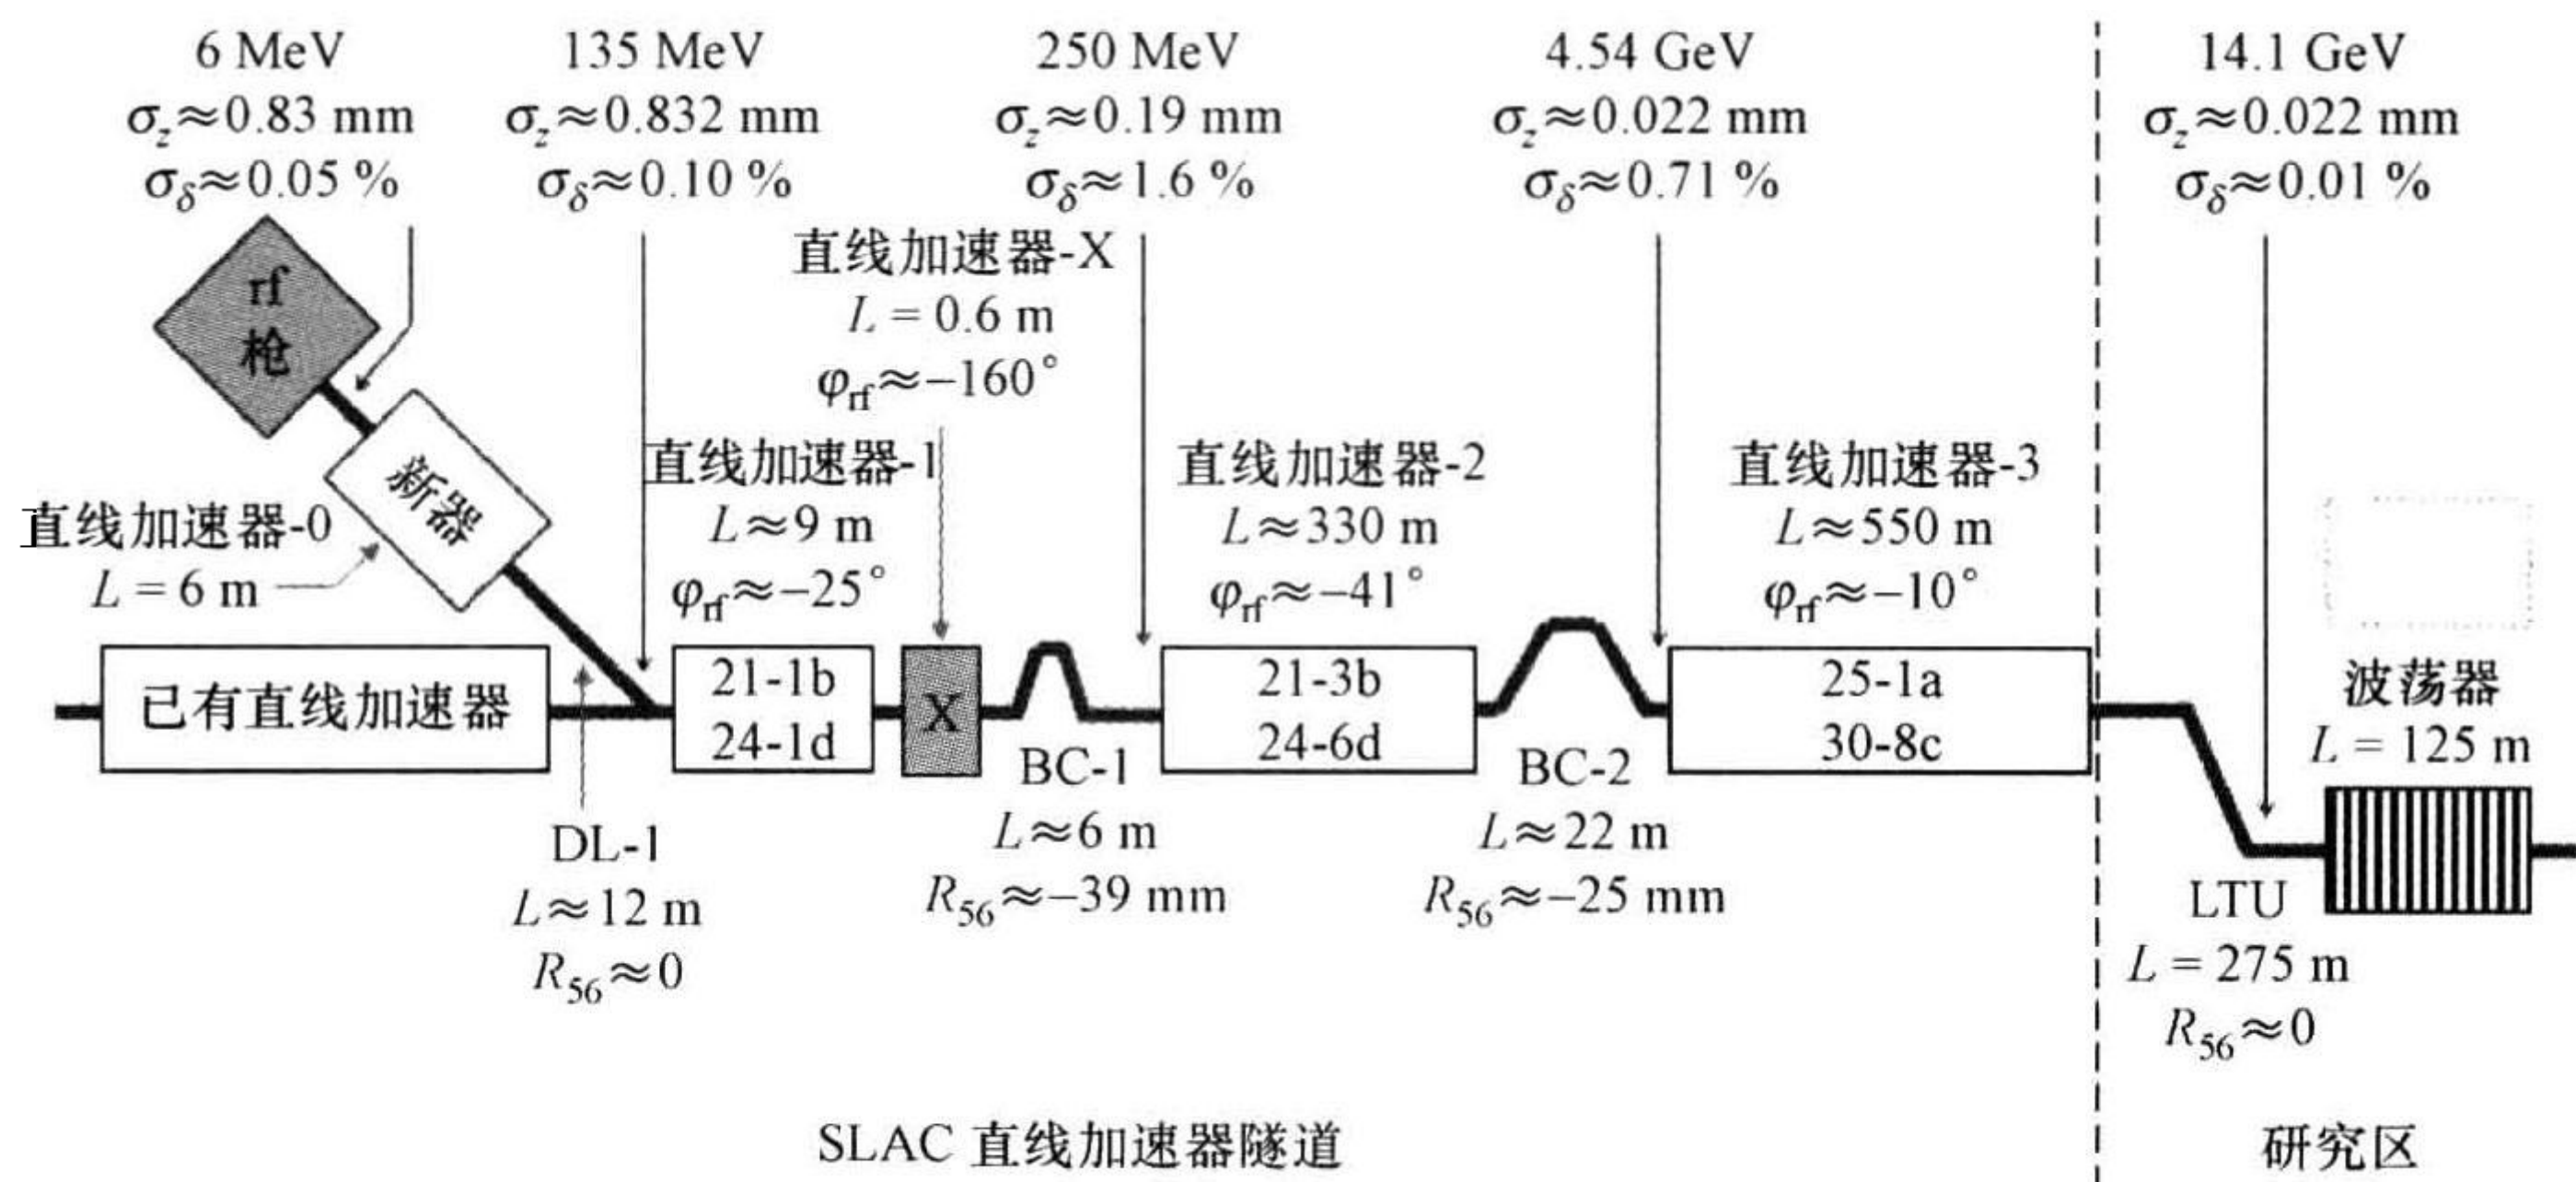 6 MeV
σz≈0.83 mm
σδ≈0.05 %
135 MeV
σz≈0.832 mm
σδ≈0.10 %
250 MeV
σz≈0.19 mm
σδ≈1.6 %
4.54 GeV
σz≈0.022 mm
σδ≈0.71 %
14.1 GeV
σz≈0.022 mm
σδ≈0.01 %
rf
枪
直线加速器-X
L = 0.6 m
φrf≈-160°
新器
直线加速器-0
L = 6 m
直线加速器-1
L≈9 m
φrf≈-25°
直线加速器-2
L≈330 m
φrf≈-41°
直线加速器-3
L≈550 m
φrf≈-10°
已有直线加速器
21-1b
24-1d
X
21-3b
24-6d
25-1a
30-8c
波荡器
L = 125 m
DL-1
L≈12 m
R56≈0
BC-1
L≈6 m
R56≈-39 mm
BC-2
L≈22 m
R56≈-25 mm
LTU
L = 275 m
R56≈0
SLAC 直线加速器隧道
研究区